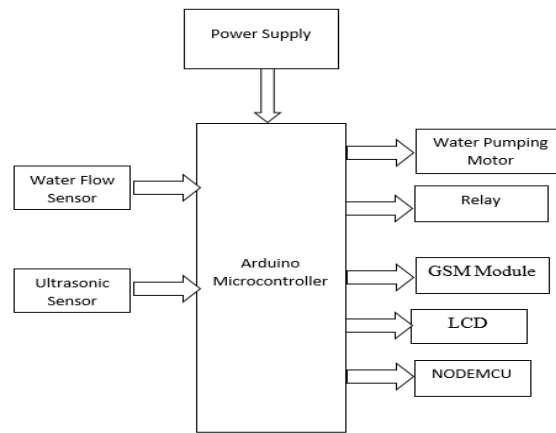 Power Supply
Water Flow
Sensor
Ultrasonic
Sensor
Arduino
Microcontroller
Water Pumping
Motor
Relay
GSM Module
LCD
NODEMCU